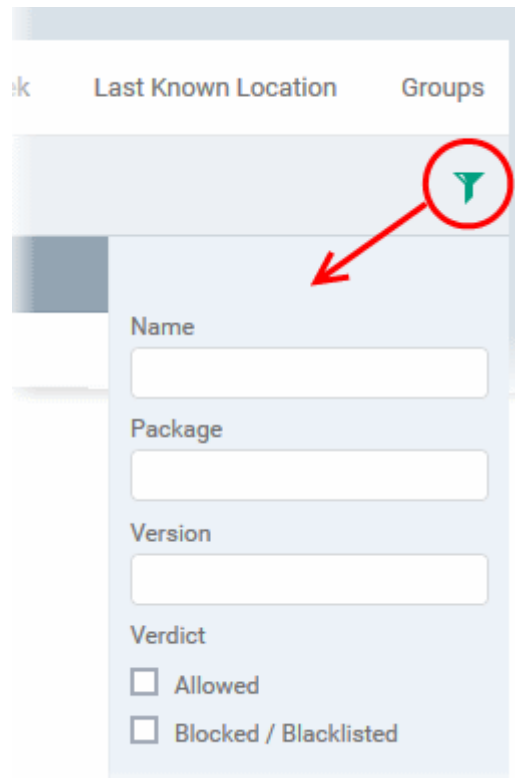 Last Known Location Groups
Name
Package
Version
Verdict
Allowed
Blocked / Blacklisted